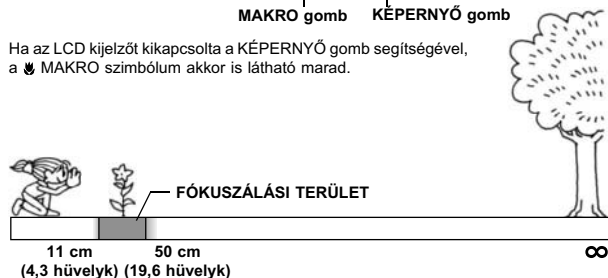 MAKRO gomb KÉPERNYŐ gomb
Ha az LCD kijelzőt kikapcsolta a KÉPERNYŐ gomb segítségével,
a MAKRO szimbólum akkor is látható marad.
FÓKUSZÁLÁSI TERÜLET
11 cm 50 cm ∞
(4,3 hüvelyk) (19,6 hüvelyk)